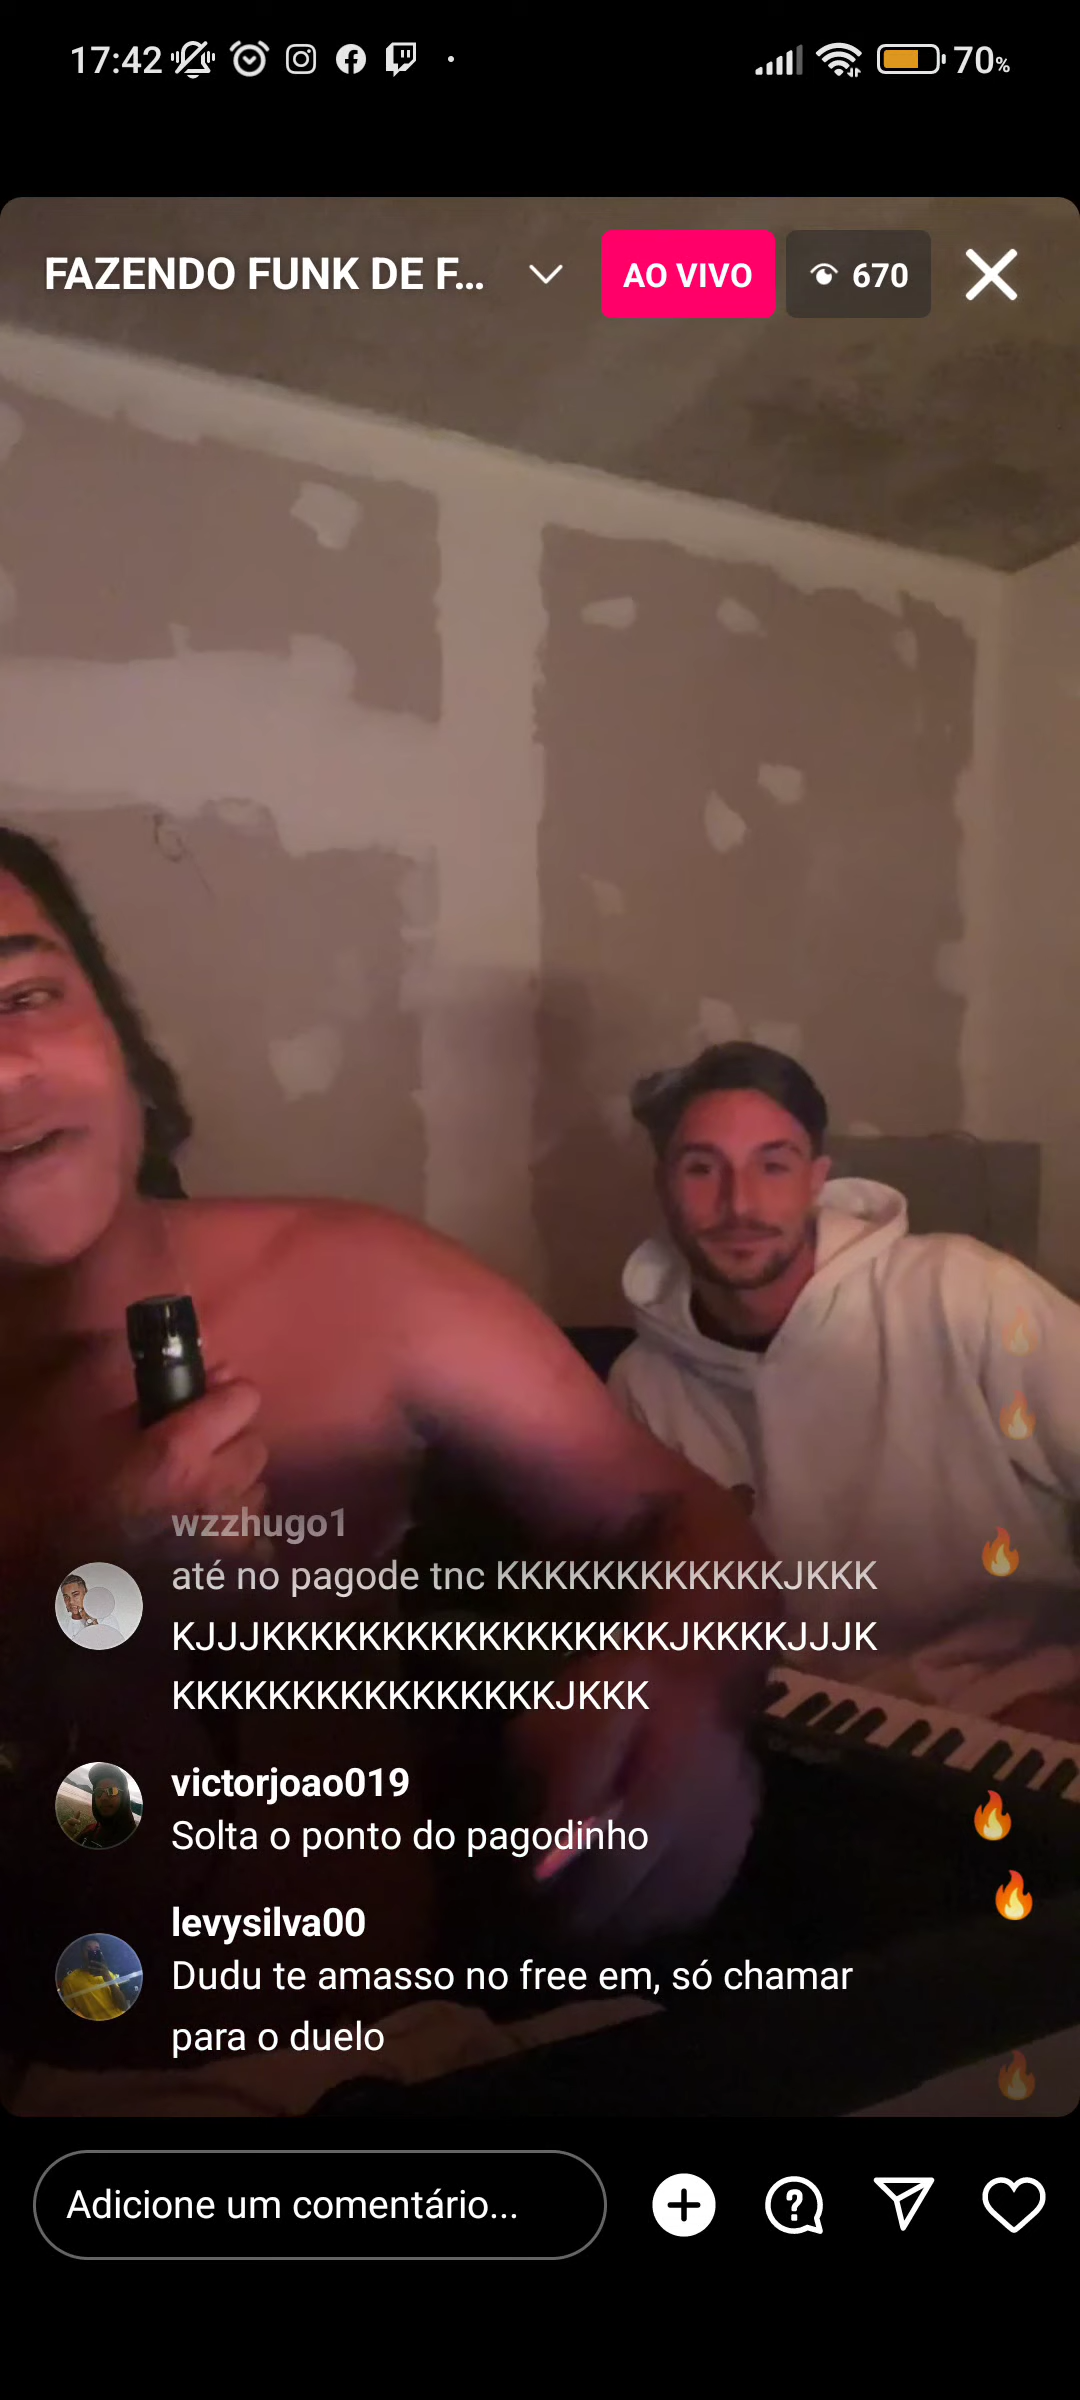 17:42
70%
FAZENDO FUNK DE F...
AO VIVO
670
wzzhugo1
até no pagode tnc KKKKKKKKKKKKJKKK
KJJJKKKKKKKKKKKKKKKKKJKKKKJJJK
KKKKKKKKKKKKKKKKJKKK
victorjoao019
Solta o ponto do pagodinho
levysilva00
Dudu te amasso no free em, só chamar
para o duelo
Adicione um comentário...